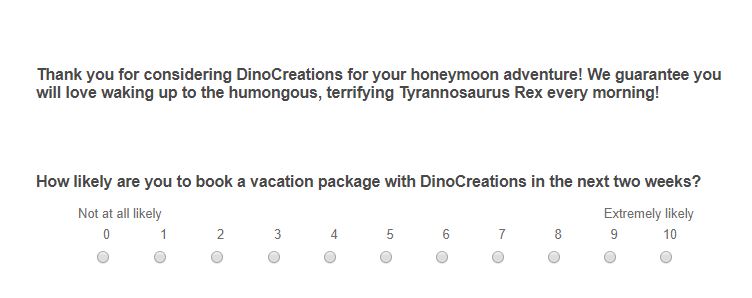 Thank you for considering DinoCreations for your honeymoon adventure! We guarantee you
will love waking up to the humongous, terrifying Tyrannosaurus Rex every morning!
How likely are you to book a vacation package with DinoCreations in the next two weeks?
Not at all likely Extremely likely
0 1 2 3 4 5 6 7 8 9 10